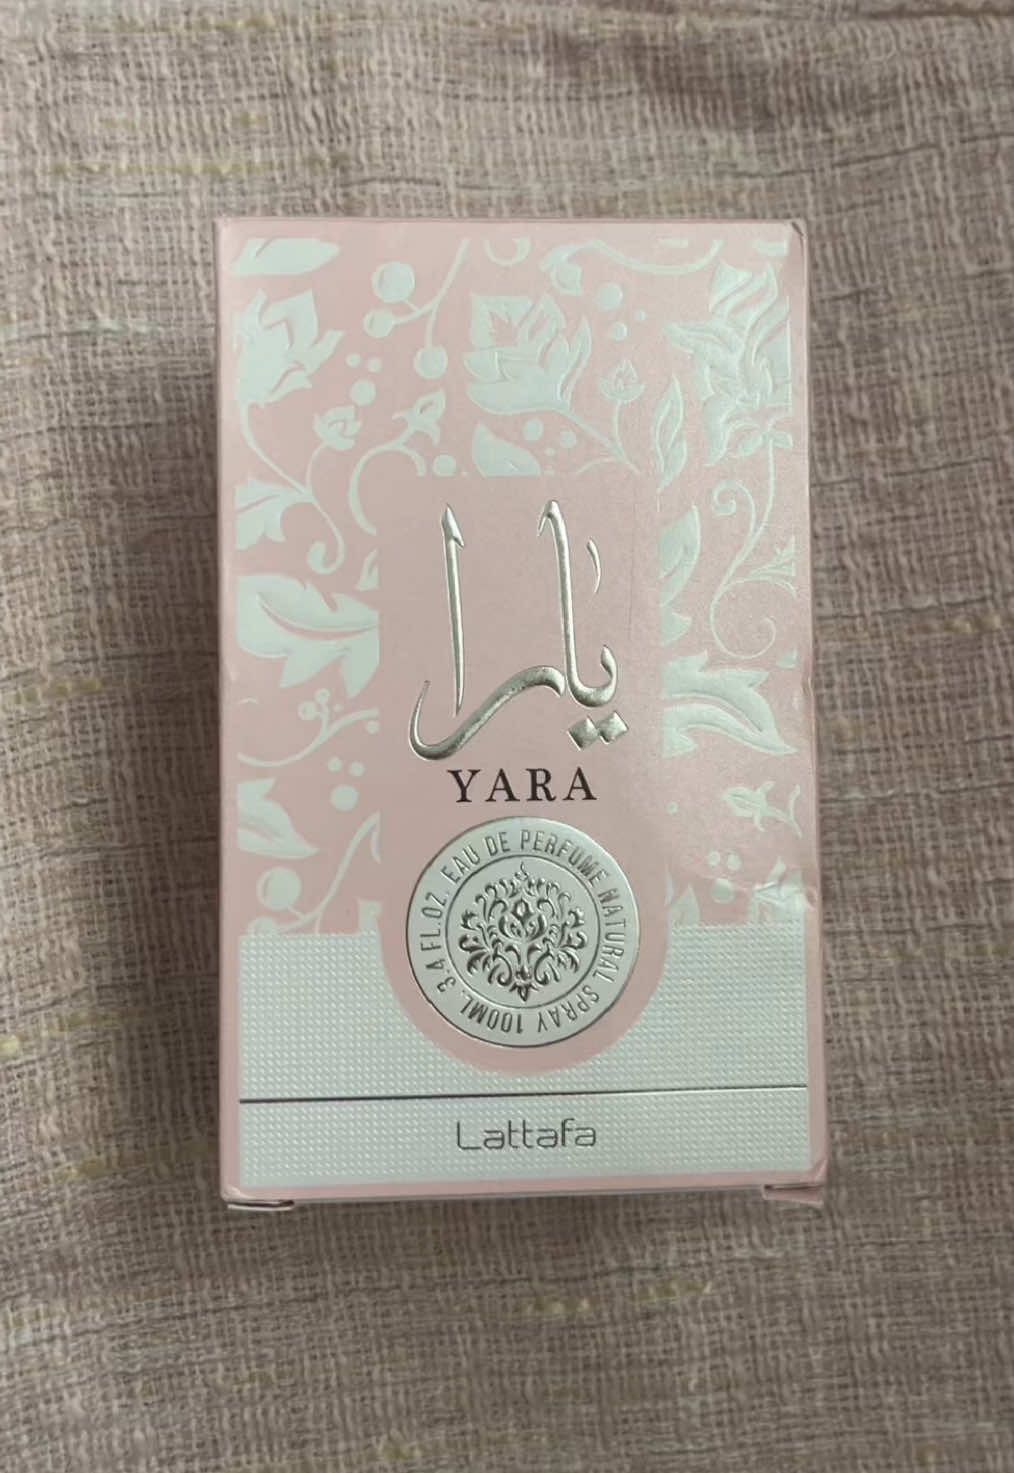 يارا
YARA
EAU DE PERFUME NATURAL SPRAY 100ML. 3.4 FL.OZ.
Lattafa